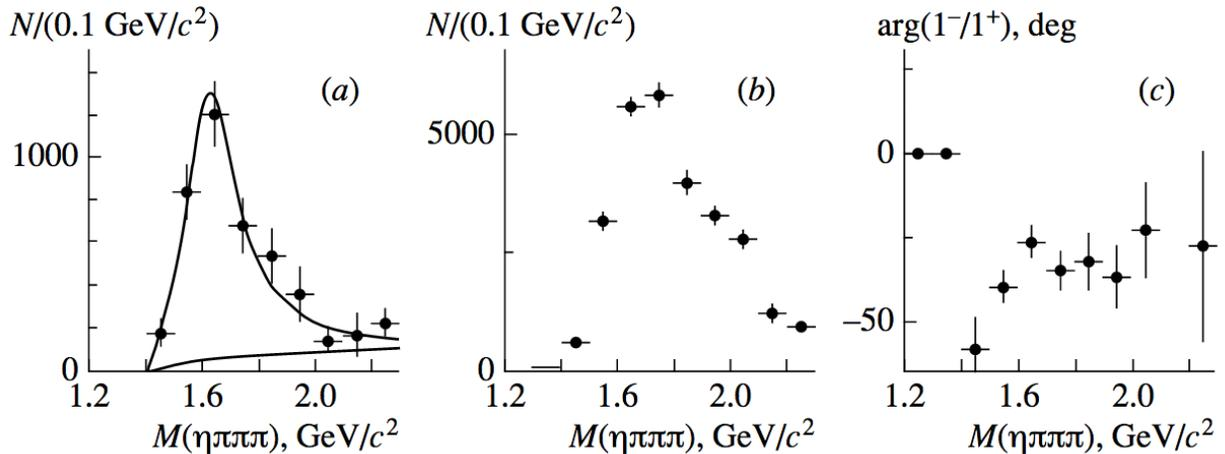 N/(0.1 GeV/c²)
(a)
1000
0
1.2 1.6 2.0
M(ηπππ), GeV/c²
N/(0.1 GeV/c²)
(b)
5000
0
1.2 1.6 2.0
M(ηπππ), GeV/c²
arg(1⁻/1⁺), deg
(c)
0
–50
1.2 1.6 2.0
M(ηπππ), GeV/c²